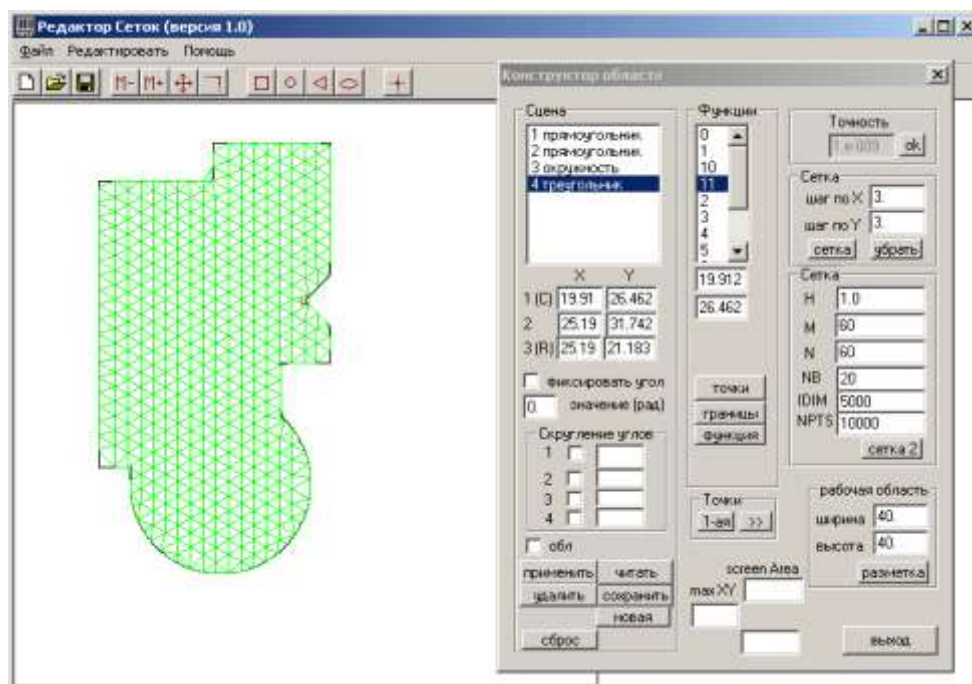 Редактор Сеток (версия 1.0)
Файл Редактировать Помощь
M- M+
Конструктор области
Сцена
1 прямоугольник
2 прямоугольник
3 окружность
4 треугольник
X Y
1 (C) 19.91 26.462
2 25.19 31.742
3 (R) 25.19 21.183
фиксировать угол
0. значение (рад)
Скругление углов
1
2
3
4
обл
применить читать
удалить сохранить
новая
сброс
Функции
0
1
10
11
2
3
4
5
19.912
26.462
точки
границы
функция
Точки
1-ая >>
screen Area
max XY
Точность
1.e-009 ok
Сетка
шаг по X 3.
шаг по Y 3.
сетка убрать
Сетка
H 1.0
M 60
N 60
NB 20
IDIM 5000
NPTS 10000
сетка 2
рабочая область
ширина 40.
высота 40.
разметка
выход